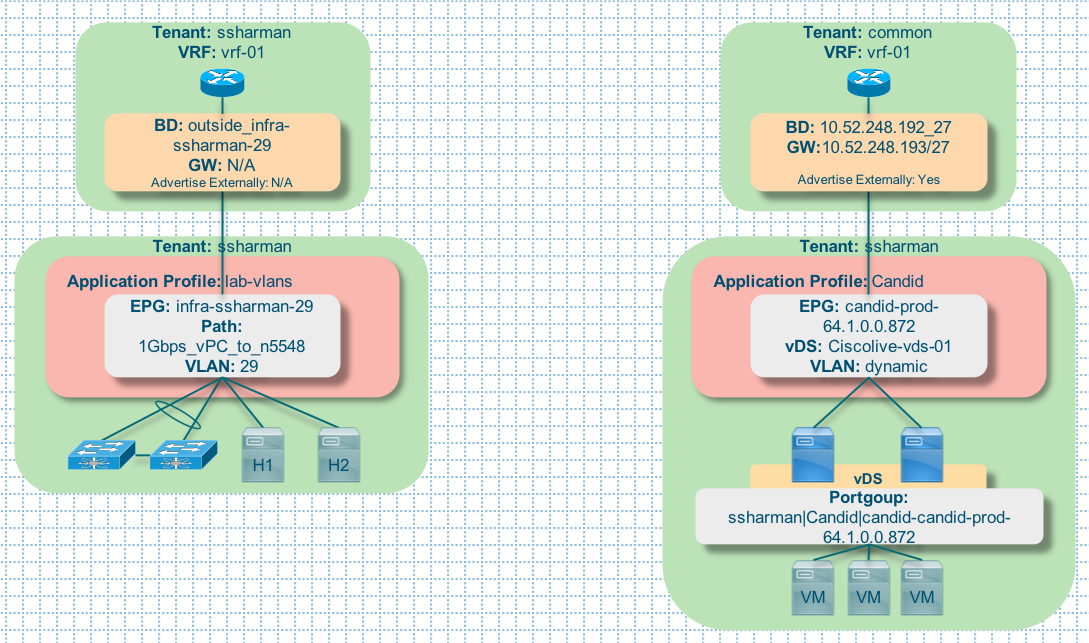 Tenant: ssharman
VRF: vrf-01
BD: outside_infra-
ssharman-29
GW: N/A
Advertise Externally: N/A
Tenant: ssharman
Application Profile: lab-vlans
EPG: infra-ssharman-29
Path:
1Gbps_vPC_to_n5548
VLAN: 29
H1
H2
Tenant: common
VRF: vrf-01
BD: 10.52.248.192_27
GW:10.52.248.193/27
Advertise Externally: Yes
Tenant: ssharman
Application Profile: Candid
EPG: candid-prod-
64.1.0.0.872
vDS: Ciscolive-vds-01
VLAN: dynamic
vDS
Portgoup:
ssharman|Candid|candid-candid-prod-
64.1.0.0.872
VM
VM
VM